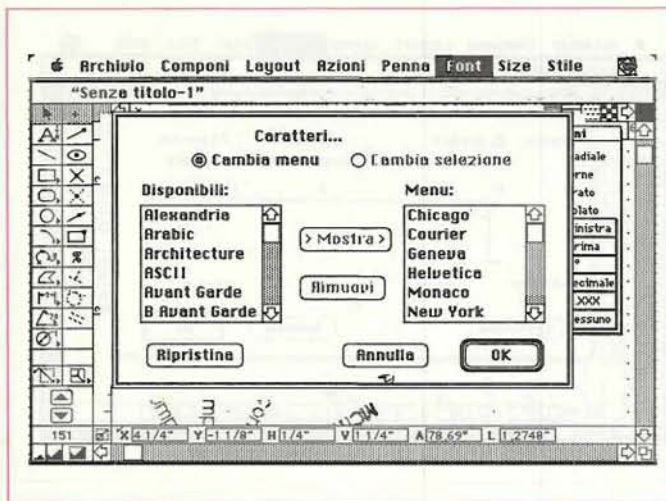 Archivio Componi Layout Azioni Penna Font Size Stile
"Senza titolo-1"
Caratteri...
Cambia menu Cambia selezione
Disponibili: Menu:
Alexandria
Arabic
Architecture
ASCII
Avant Garde
B Avant Garde
> Mostra >
Rimuovi
Chicago
Courier
Geneva
Helvetica
Monaco
New York
Ripristina Annulla OK
ni
adiale
erne
rato
olato
inistra
rima
ecimale
.XXX
essuno
151 X 4 1/4" Y -1 1/8" H 1/4" V 1 1/4" A 78,69° L 1,2748"